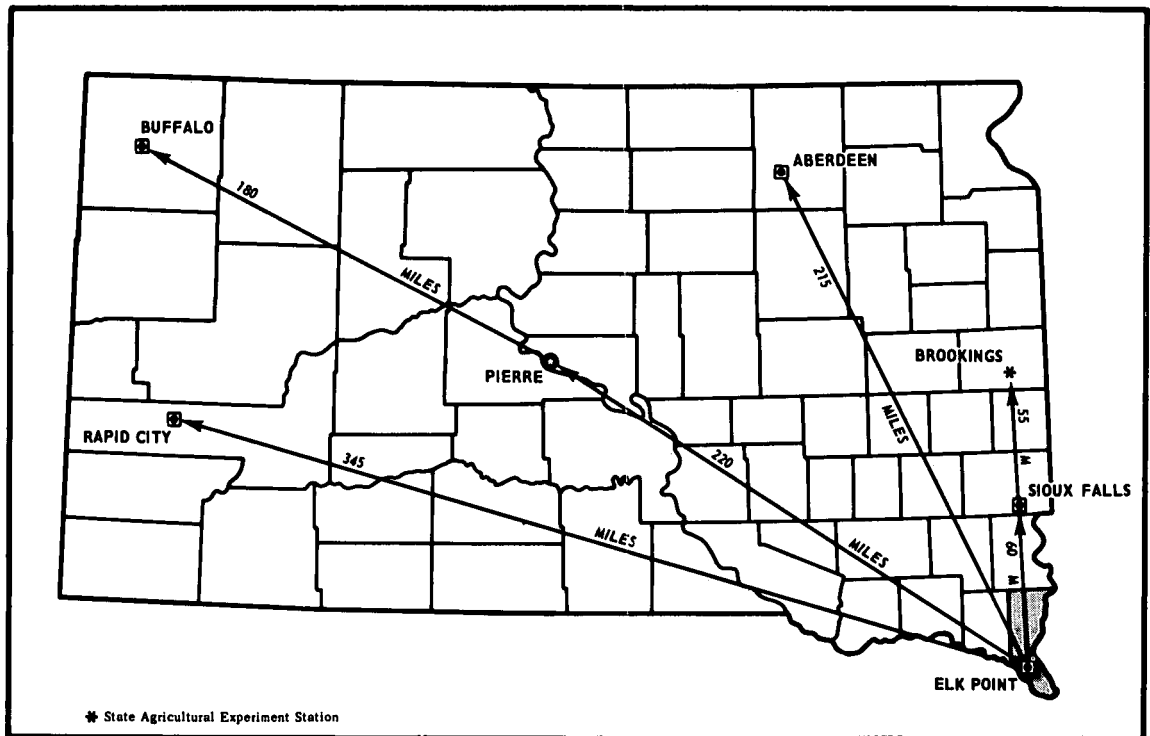 BUFFALO
180
MILES
ABERDEEN
215
MILES
BROOKINGS
55
M
PIERRE
RAPID CITY
345
MILES
220
MILES
SIOUX FALLS
60
M
ELK POINT
* State Agricultural Experiment Station